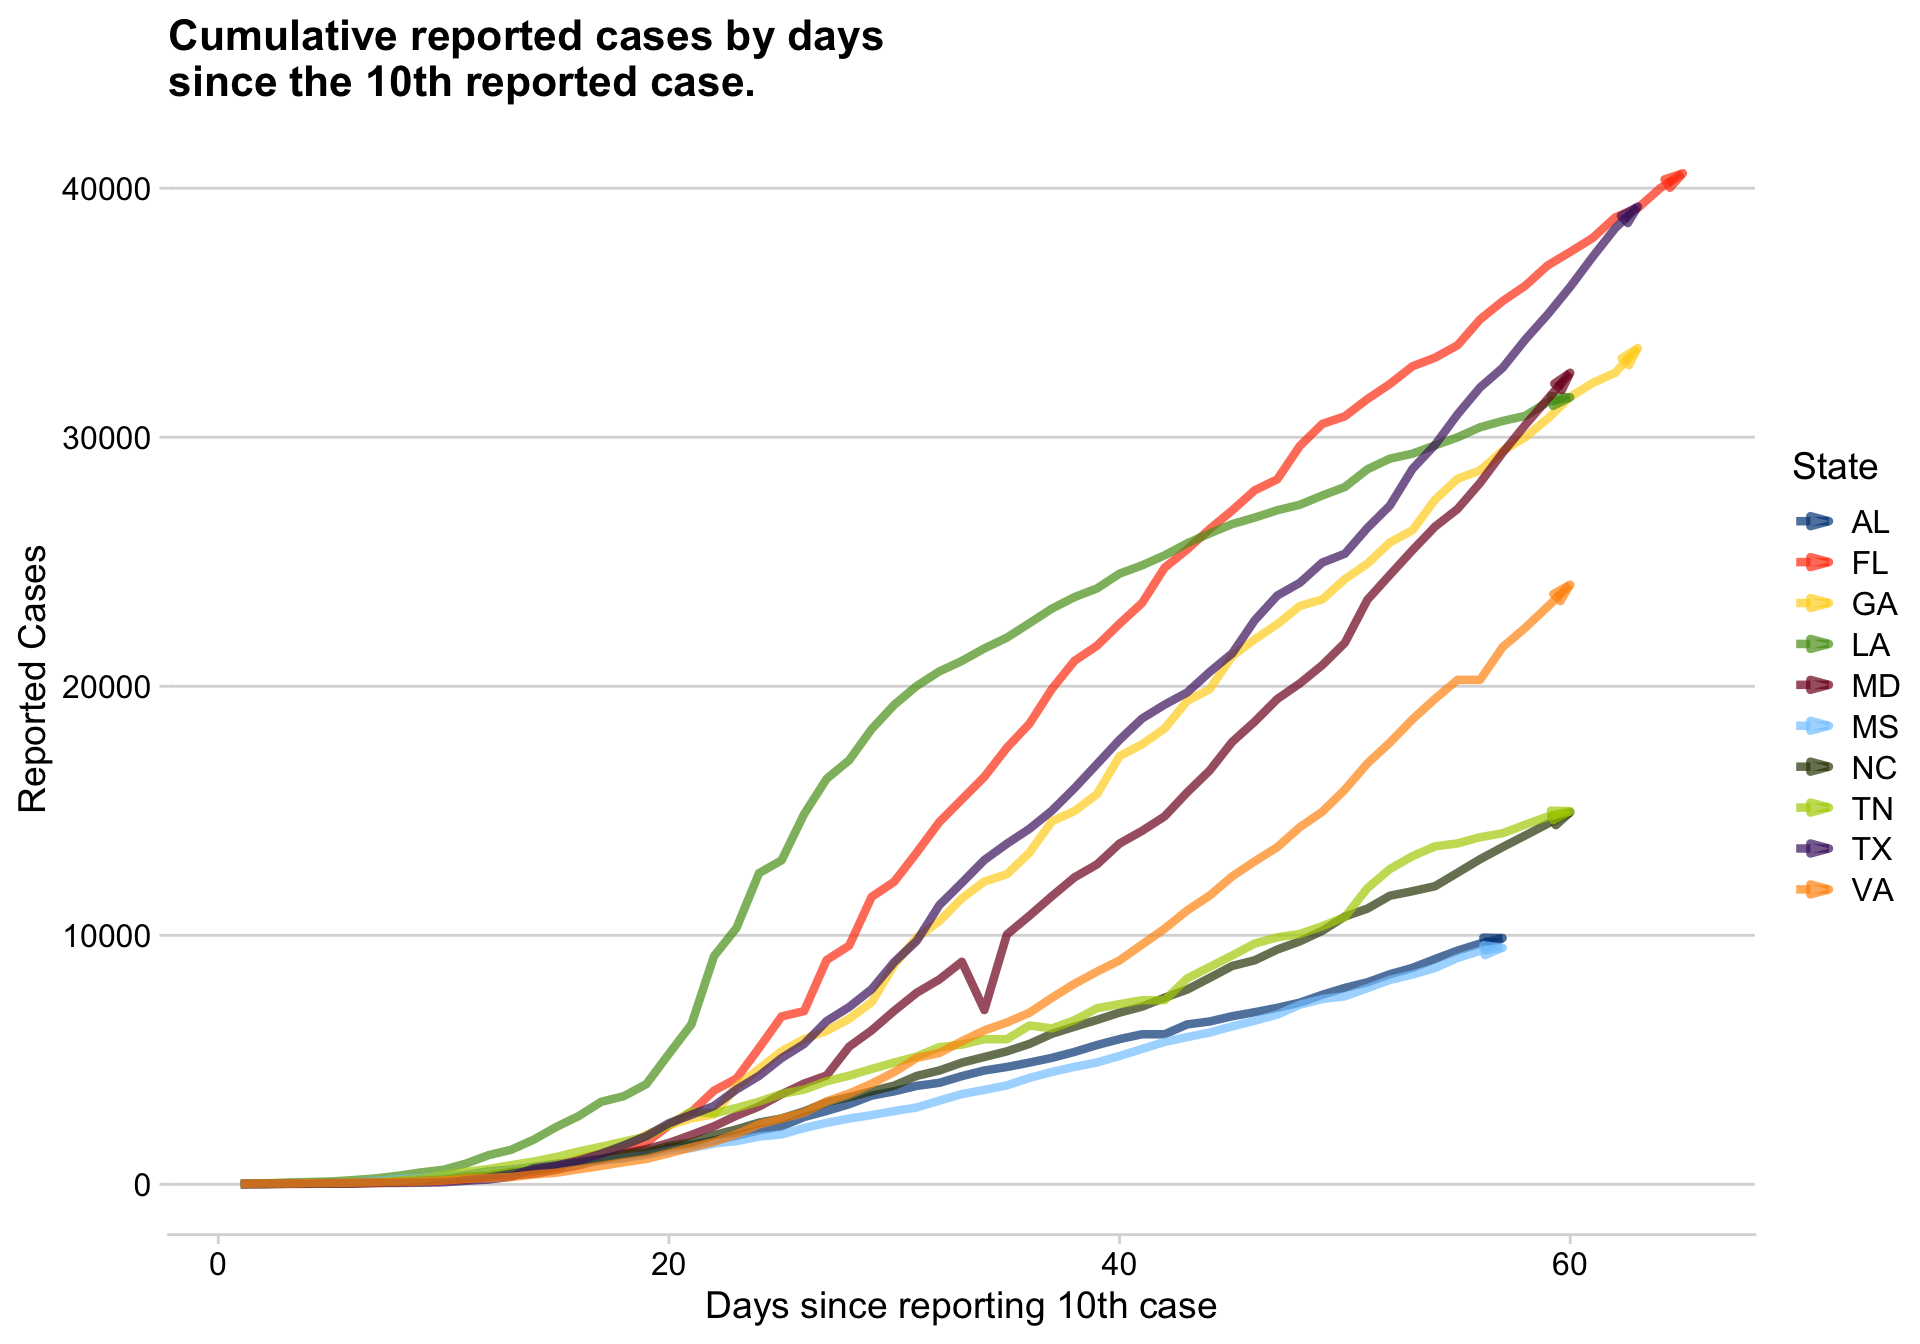 Cumulative reported cases by days
since the 10th reported case.
40000
30000
20000
10000
0
Reported Cases
0 20 40 60
Days since reporting 10th case
State
AL
FL
GA
LA
MD
MS
NC
TN
TX
VA